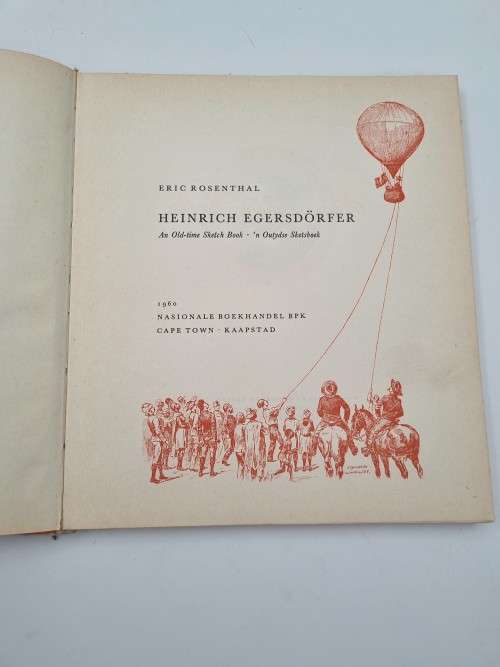 ERIC ROSENTHAL
HEINRICH EGERSDÖRFER
An Old-time Sketch Book · 'n Outydse Sketsboek
1960
NASIONALE BOEKHANDEL BPK
CAPE TOWN · KAAPSTAD